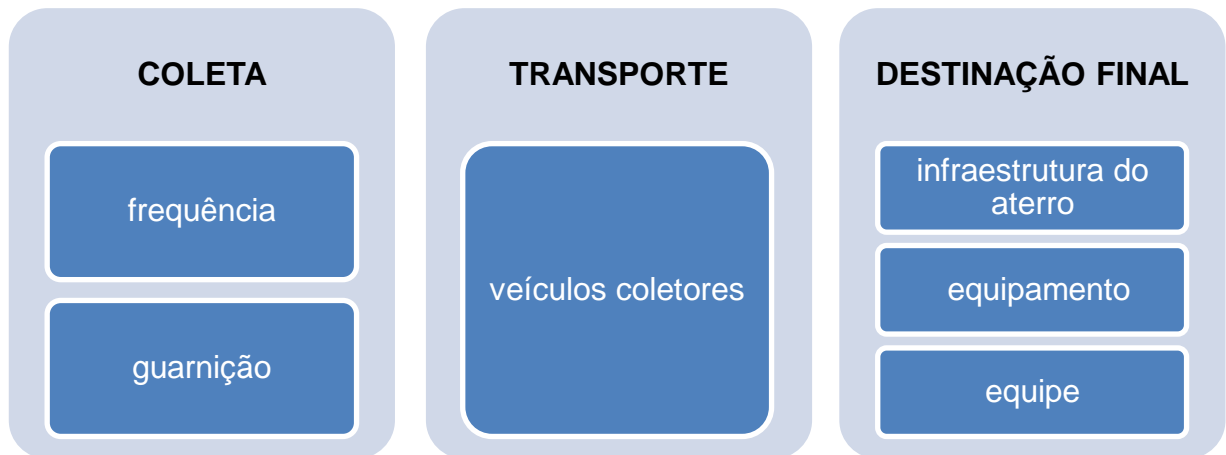 COLETA
frequência
guarnição
TRANSPORTE
veículos coletores
DESTINAÇÃO FINAL
infraestrutura do
aterro
equipamento
equipe